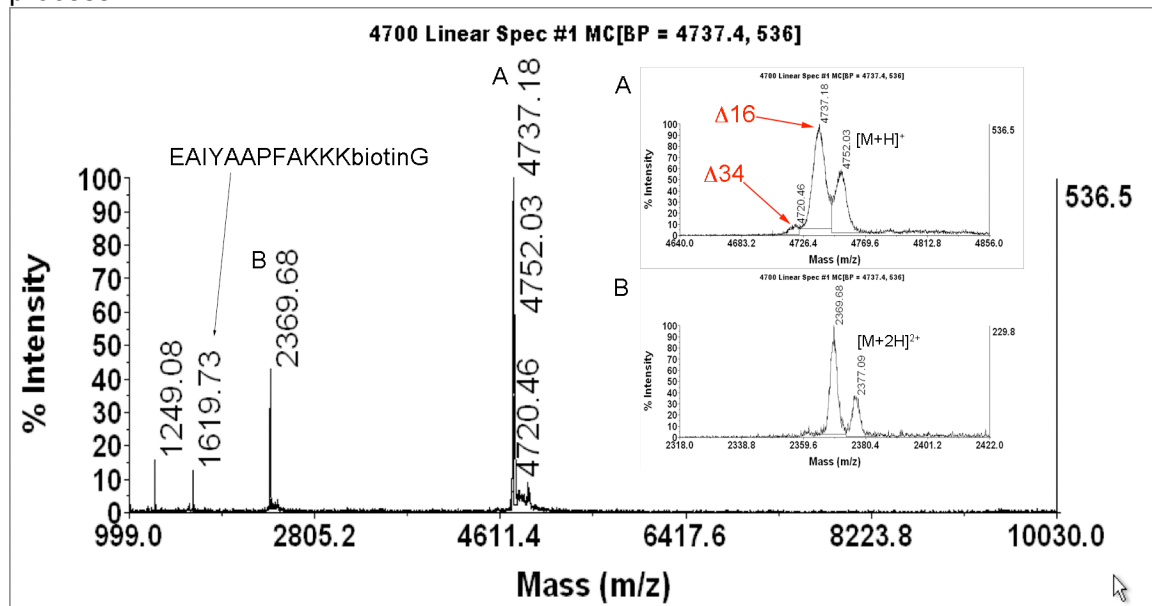 4700 Linear Spec #1 MC[BP = 4737.4, 536]
A
4737.18
4752.03
4720.46
EAIYAAPFAKKKbiotinG
B
2369.68
1249.08
1619.73
% Intensity
100
90
80
70
60
50
40
30
20
10
0
536.5
999.0 2805.2 4611.4 6417.6 8223.8 10030.0
Mass (m/z)
A
4700 Linear Spec #1 MC[BP = 4737.4, 536]
Δ16
4737.18
[M+H]⁺
4752.03
Δ34
4720.46
% Intensity
100
90
80
70
60
50
40
30
20
10
0
536.5
4640.0 4683.2 4726.4 4769.6 4812.8 4856.0
Mass (m/z)
B
4700 Linear Spec #1 MC[BP = 4737.4, 536]
2369.68
[M+2H]²⁺
2377.09
% Intensity
100
90
80
70
60
50
40
30
20
10
0
229.8
2318.0 2338.8 2359.6 2380.4 2401.2 2422.0
Mass (m/z)